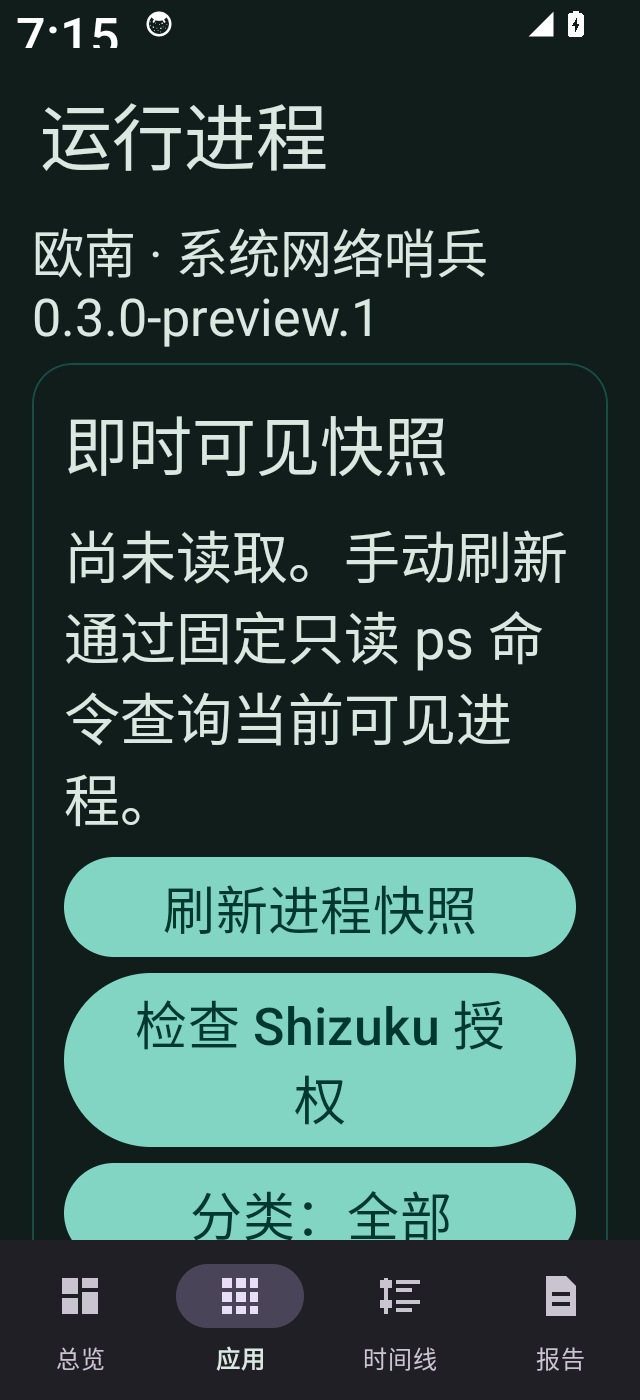 7:15
运行进程
欧南 · 系统网络哨兵
0.3.0-preview.1
即时可见快照
尚未读取。手动刷新
通过固定只读 ps 命
令查询当前可见进
程。
刷新进程快照
检查 Shizuku 授
权
分类：全部
总览
应用
时间线
报告